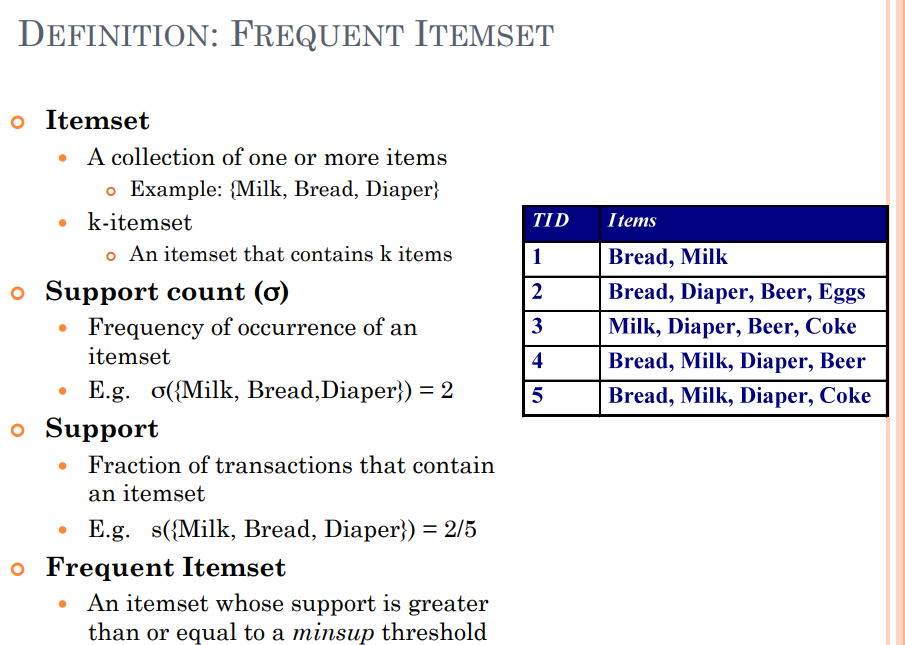 DEFINITION: FREQUENT ITEMSET
Itemset
A collection of one or more items
Example: {Milk, Bread, Diaper}
k-itemset
An itemset that contains k items
Support count (σ)
Frequency of occurrence of an
itemset
E.g. σ({Milk, Bread,Diaper}) = 2
Support
Fraction of transactions that contain
an itemset
E.g. s({Milk, Bread, Diaper}) = 2/5
Frequent Itemset
An itemset whose support is greater
than or equal to a minsup threshold
TID Items
1 Bread, Milk
2 Bread, Diaper, Beer, Eggs
3 Milk, Diaper, Beer, Coke
4 Bread, Milk, Diaper, Beer
5 Bread, Milk, Diaper, Coke